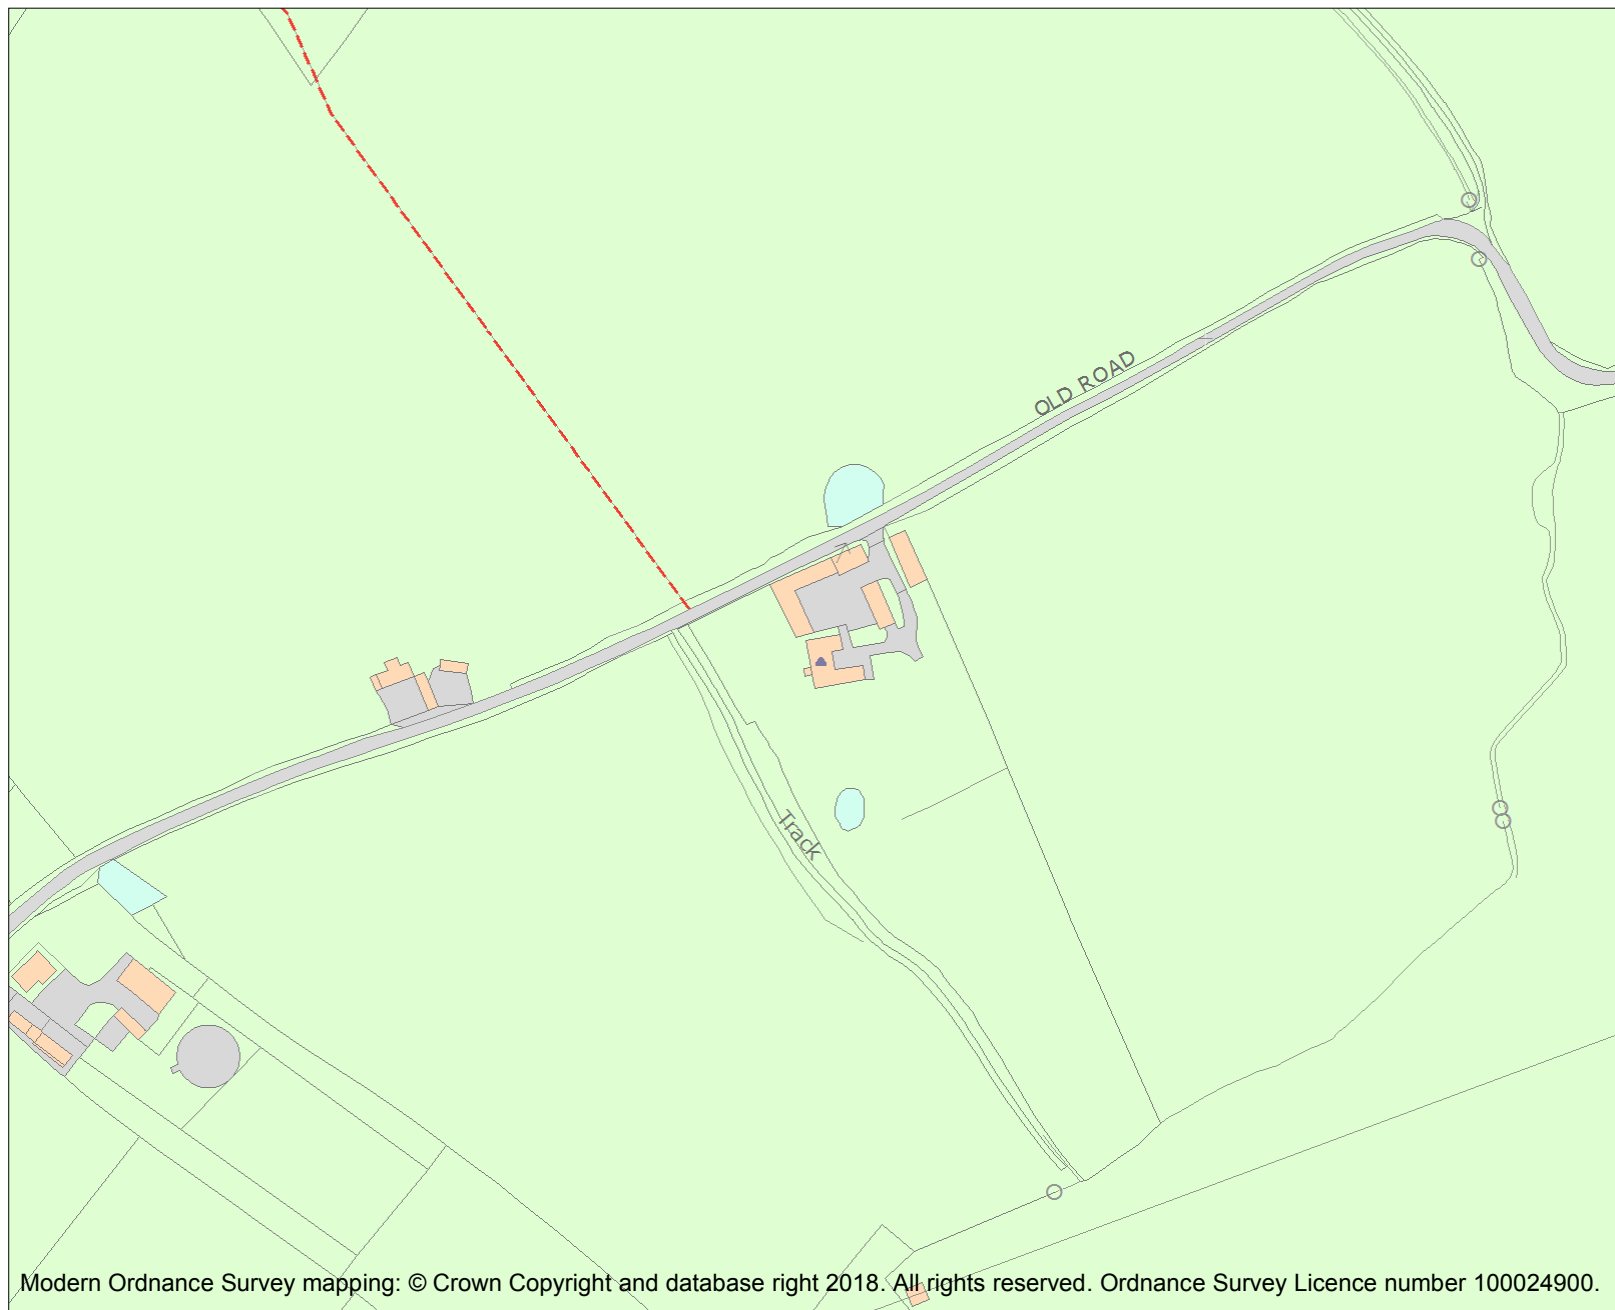 OLD ROAD
Track
Modern Ordnance Survey mapping: © Crown Copyright and database right 2018. All rights reserved. Ordnance Survey Licence number 100024900.